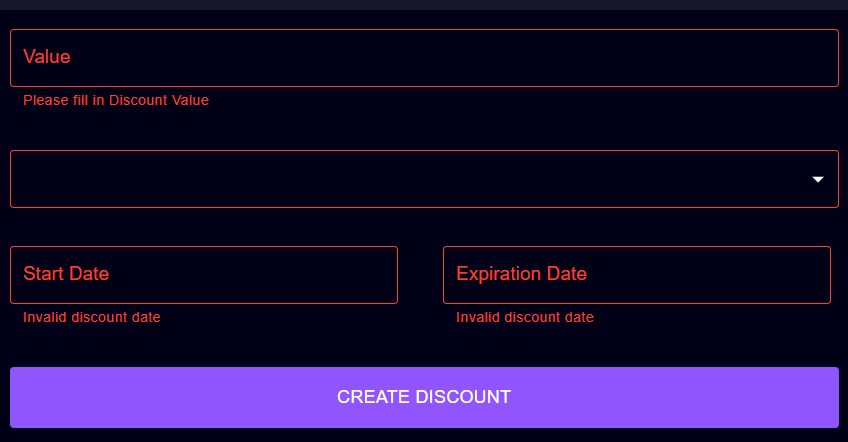 Value
Please fill in Discount Value
Start Date
Expiration Date
Invalid discount date
Invalid discount date
CREATE DISCOUNT